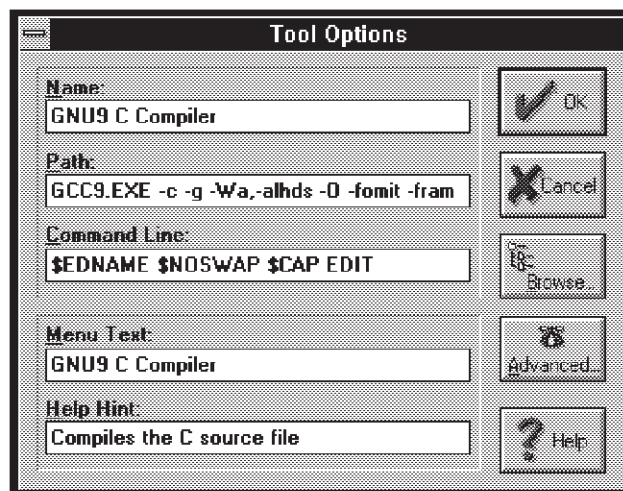 Tool Options
Name:
GNU9 C Compiler
Path:
GCC9.EXE -c -g -Wa,-alhds -O -fomit -fram
Command Line:
$EDNAME $NOSWAP $CAP EDIT
Menu Text:
GNU9 C Compiler
Help Hint:
Compiles the C source file
OK
Cancel
Browse...
Advanced...
Help